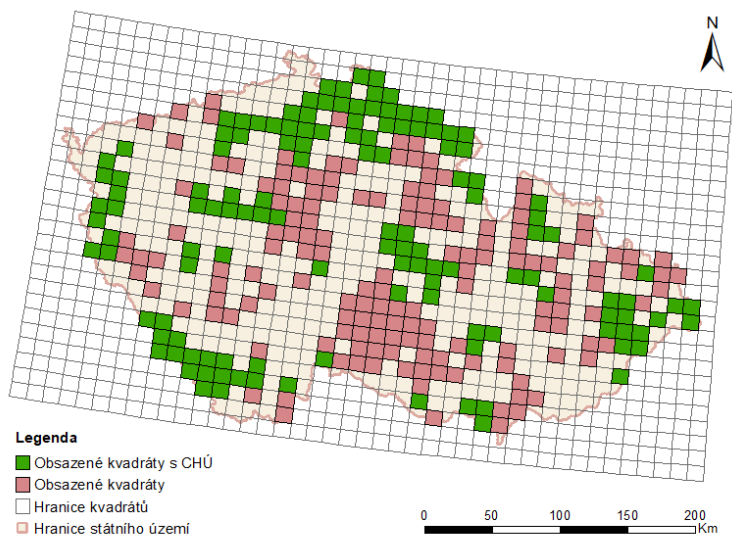 N
Legenda
Obsazené kvadráty s CHÚ
Obsazené kvadráty
Hranice kvadrátů
Hranice státního území
0 50 100 150 200
Km